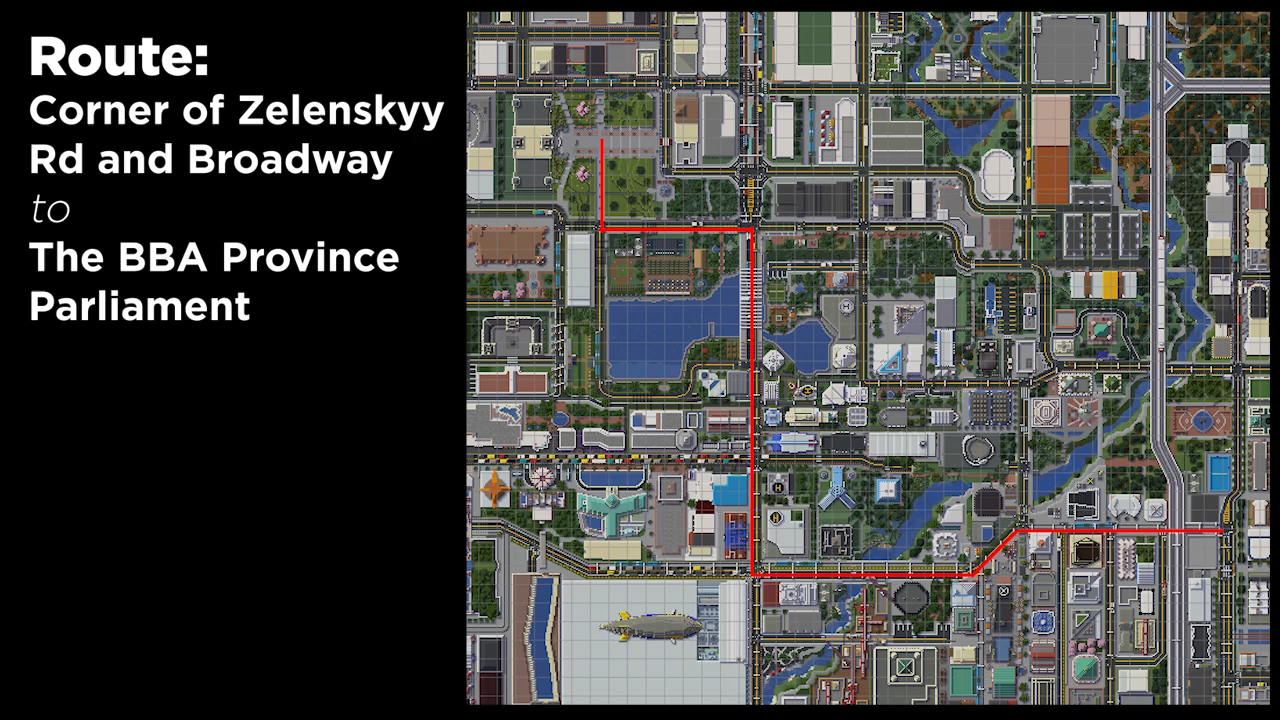 Route:
Corner of Zelenskyy
Rd and Broadway
to
The BBA Province
Parliament